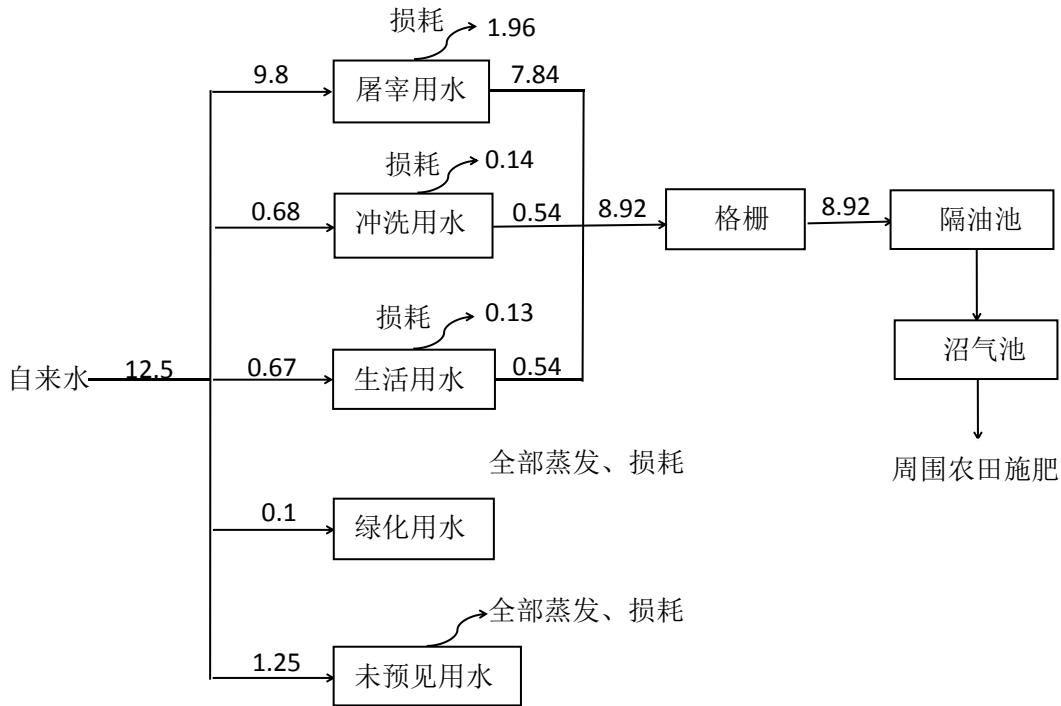 损耗 1.96
9.8 屠宰用水 7.84
损耗 0.14
0.68 冲洗用水 0.54 8.92 格栅 8.92 隔油池
损耗 0.13
沼气池
自来水 12.5 0.67 生活用水 0.54
全部蒸发、损耗 周围农田施肥
0.1 绿化用水
全部蒸发、损耗
1.25 未预见用水